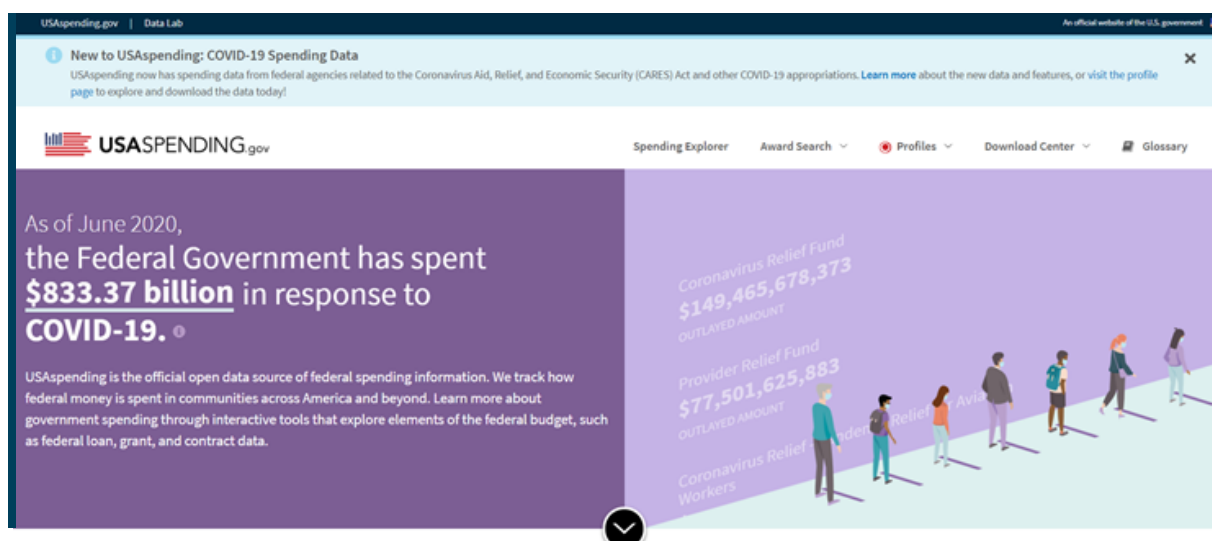 USAspending.gov | Data Lab
An official website of the U.S. government
New to USAspending: COVID-19 Spending Data
USAspending now has spending data from federal agencies related to the Coronavirus Aid, Relief, and Economic Security (CARES) Act and other COVID-19 appropriations. Learn more about the new data and features, or visit the profile
page to explore and download the data today!
USASPENDING.gov
Spending Explorer Award Search Profiles Download Center Glossary
As of June 2020,
the Federal Government has spent
$833.37 billion in response to
COVID-19.
USAspending is the official open data source of federal spending information. We track how
federal money is spent in communities across America and beyond. Learn more about
government spending through interactive tools that explore elements of the federal budget, such
as federal loan, grant, and contract data.
Coronavirus Relief Fund
$149,465,678,373
OUTLAYED AMOUNT
Provider Relief Fund
$77,501,625,883
OUTLAYED AMOUNT
Coronavirus Relief Relief
Workers